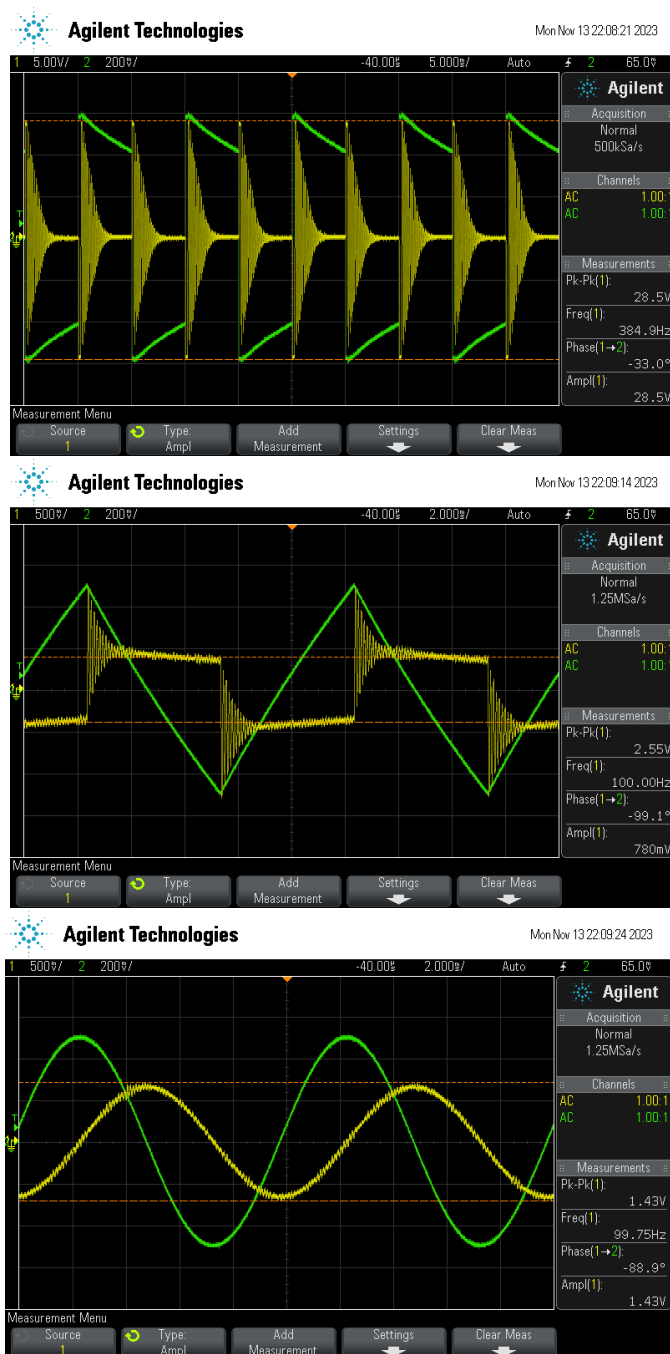 Agilent Technologies Mon Nov 13 22:08:21 2023
1 5.00V/ 2 200V/ -40.00s 5.000s/ Auto 2 65.0V
Agilent
Acquisition
Normal
500kSa/s
Channels
AC 1.00:1
AC 1.00:1
Measurements
Pk-Pk(1):
28.5V
Freq(1):
384.9Hz
Phase(1→2):
-33.0°
Ampl(1):
28.5V
T
Measurement Menu
Source Type: Add Settings Clear Meas
1 Ampl Measurement
Agilent Technologies Mon Nov 13 22:09:14 2023
1 500V/ 2 200V/ -40.00s 2.000s/ Auto 2 65.0V
Agilent
Acquisition
Normal
1.25MSa/s
Channels
AC 1.00:1
AC 1.00:1
Measurements
Pk-Pk(1):
2.55V
Freq(1):
100.00Hz
Phase(1→2):
-99.1°
Ampl(1):
780mV
T
Measurement Menu
Source Type: Add Settings Clear Meas
1 Ampl Measurement
Agilent Technologies Mon Nov 13 22:09:24 2023
1 500V/ 2 200V/ -40.00s 2.000s/ Auto 2 65.0V
Agilent
Acquisition
Normal
1.25MSa/s
Channels
AC 1.00:1
AC 1.00:1
Measurements
Pk-Pk(1):
1.43V
Freq(1):
99.75Hz
Phase(1→2):
-88.9°
Ampl(1):
1.43V
T
Measurement Menu
Source Type: Add Settings Clear Meas
1 Ampl Measurement